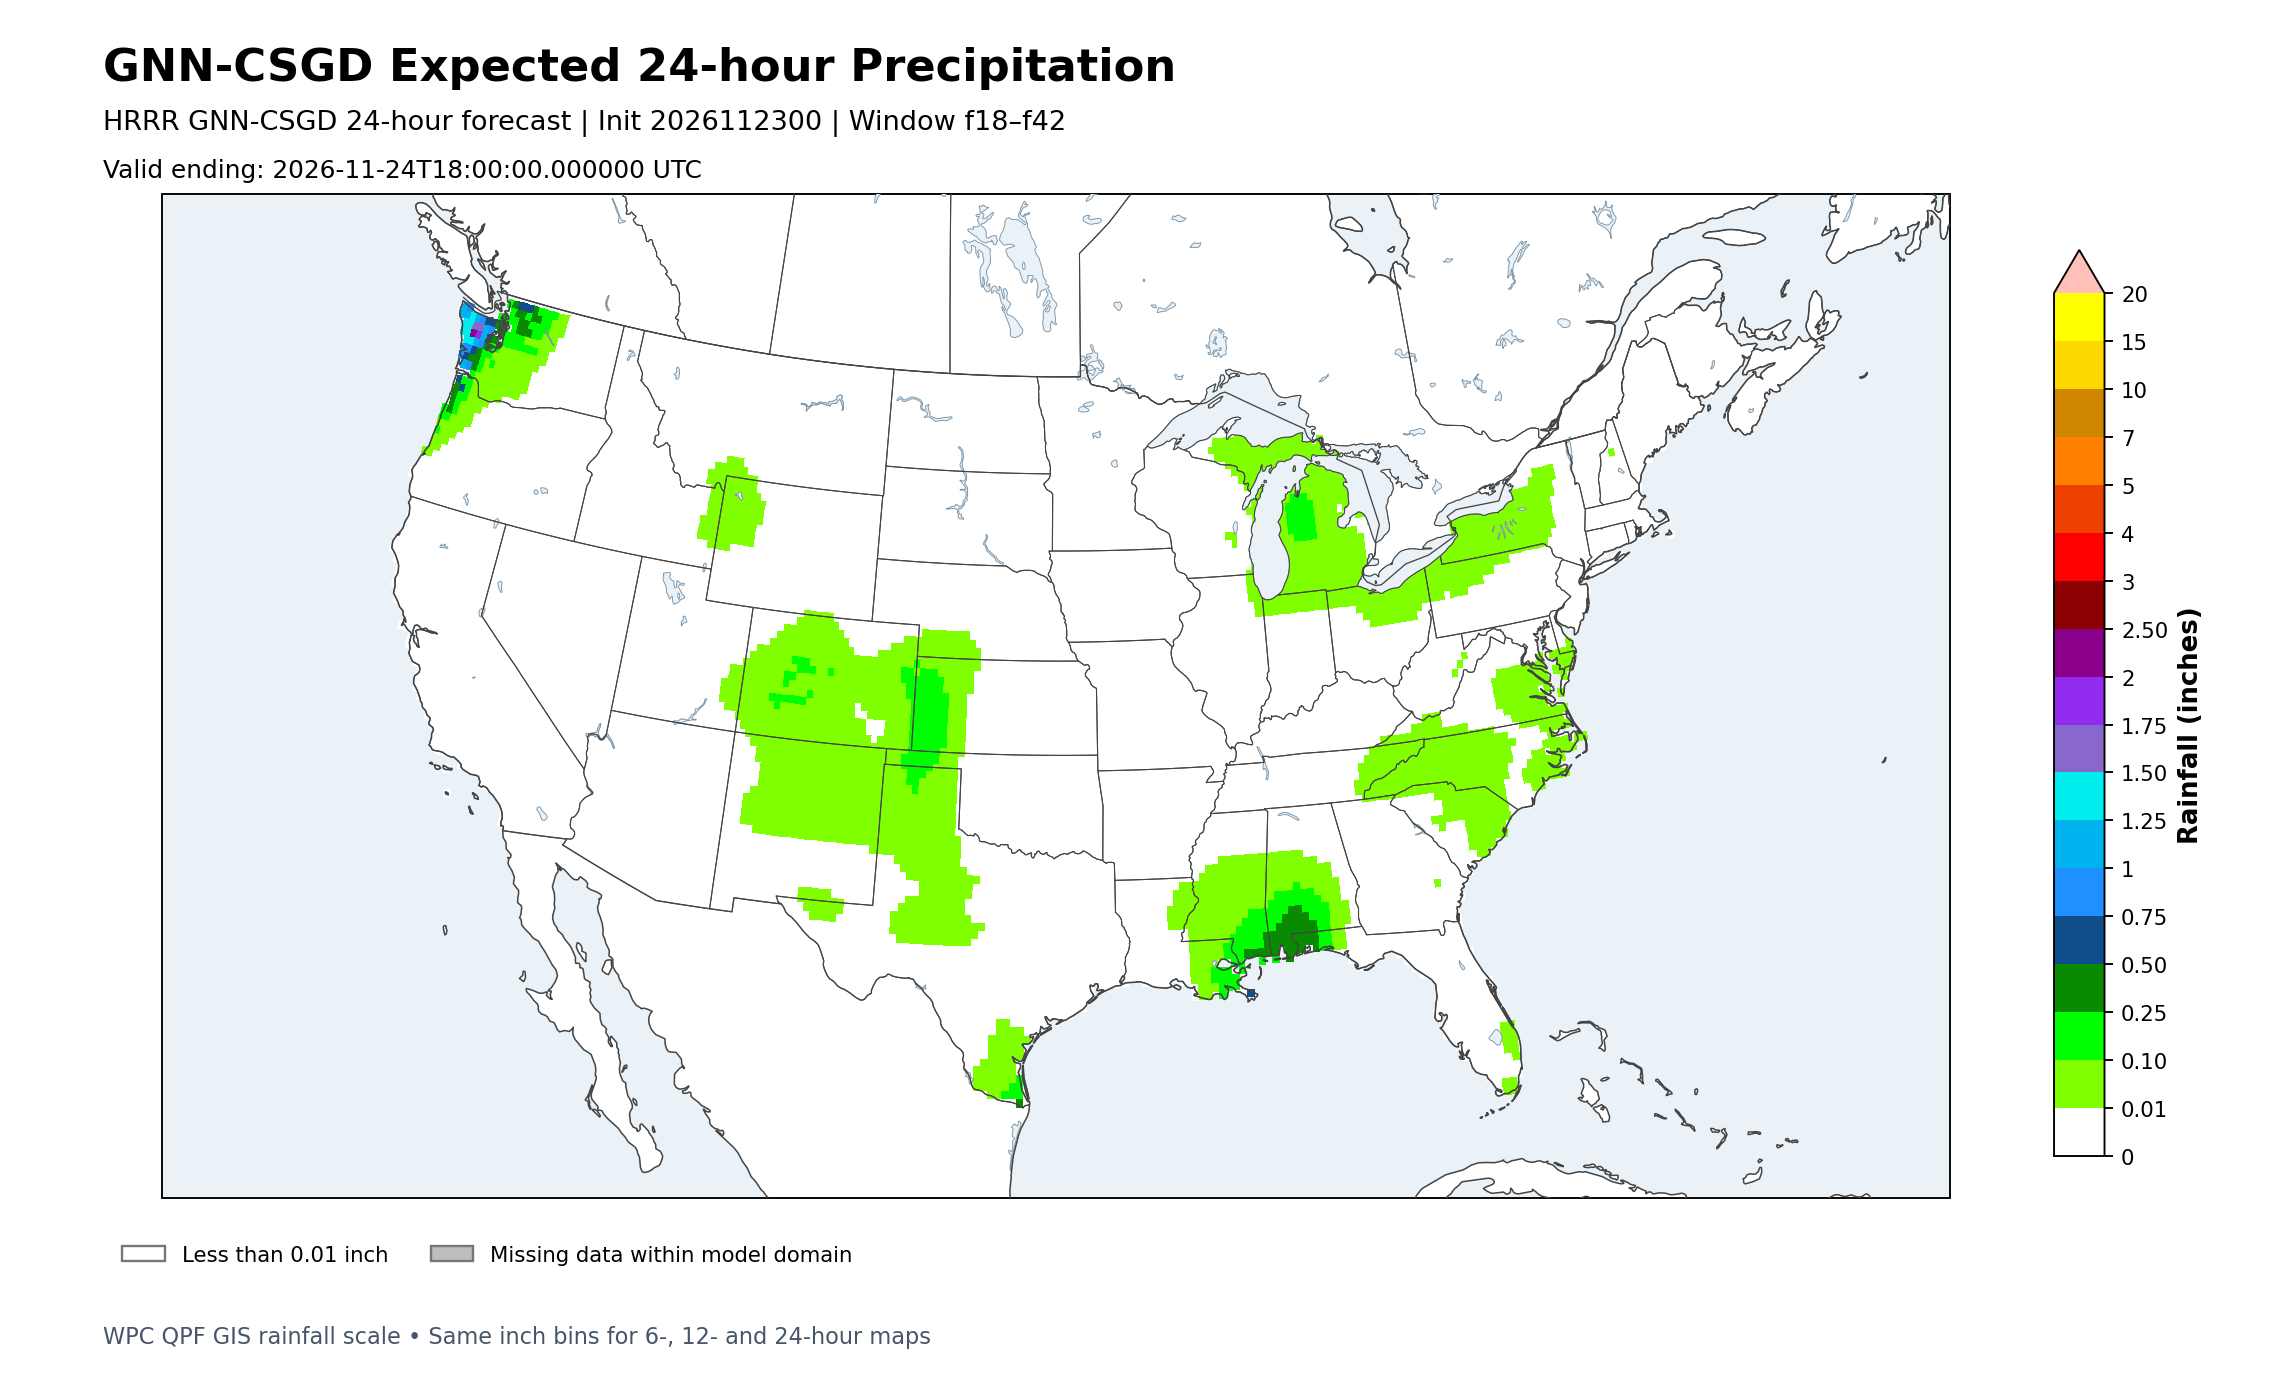 GNN-CSGD Expected 24-hour Precipitation
HRRR GNN-CSGD 24-hour forecast | Init 2026112300 | Window f18–f42
Valid ending: 2026-11-24T18:00:00.000000 UTC
20
15
10
7
5
4
3
2.50
2
1.75
1.50
1.25
1
0.75
0.50
0.25
0.10
0.01
0
Rainfall (inches)
Less than 0.01 inch
Missing data within model domain
WPC QPF GIS rainfall scale • Same inch bins for 6-, 12- and 24-hour maps